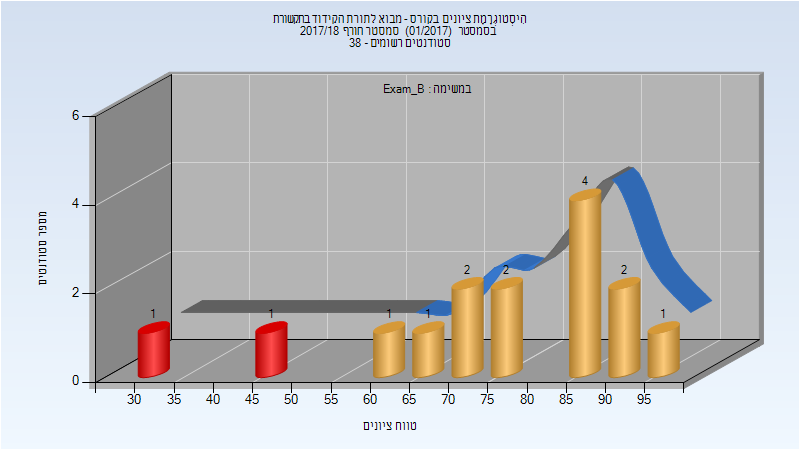 היסטוגרמת ציונים בקורס - מבוא לתורת הקידוד בתקשורת
בסמסטר (01/2017) סמסטר חורף 2017/18
סטודנטים רשומים - 38
במשימה : Exam_B
מספר סטודנטים
6
4
2
0
1
1
1
1
2
2
4
2
1
30 35 40 45 50 55 60 65 70 75 80 85 90 95
טווח ציונים